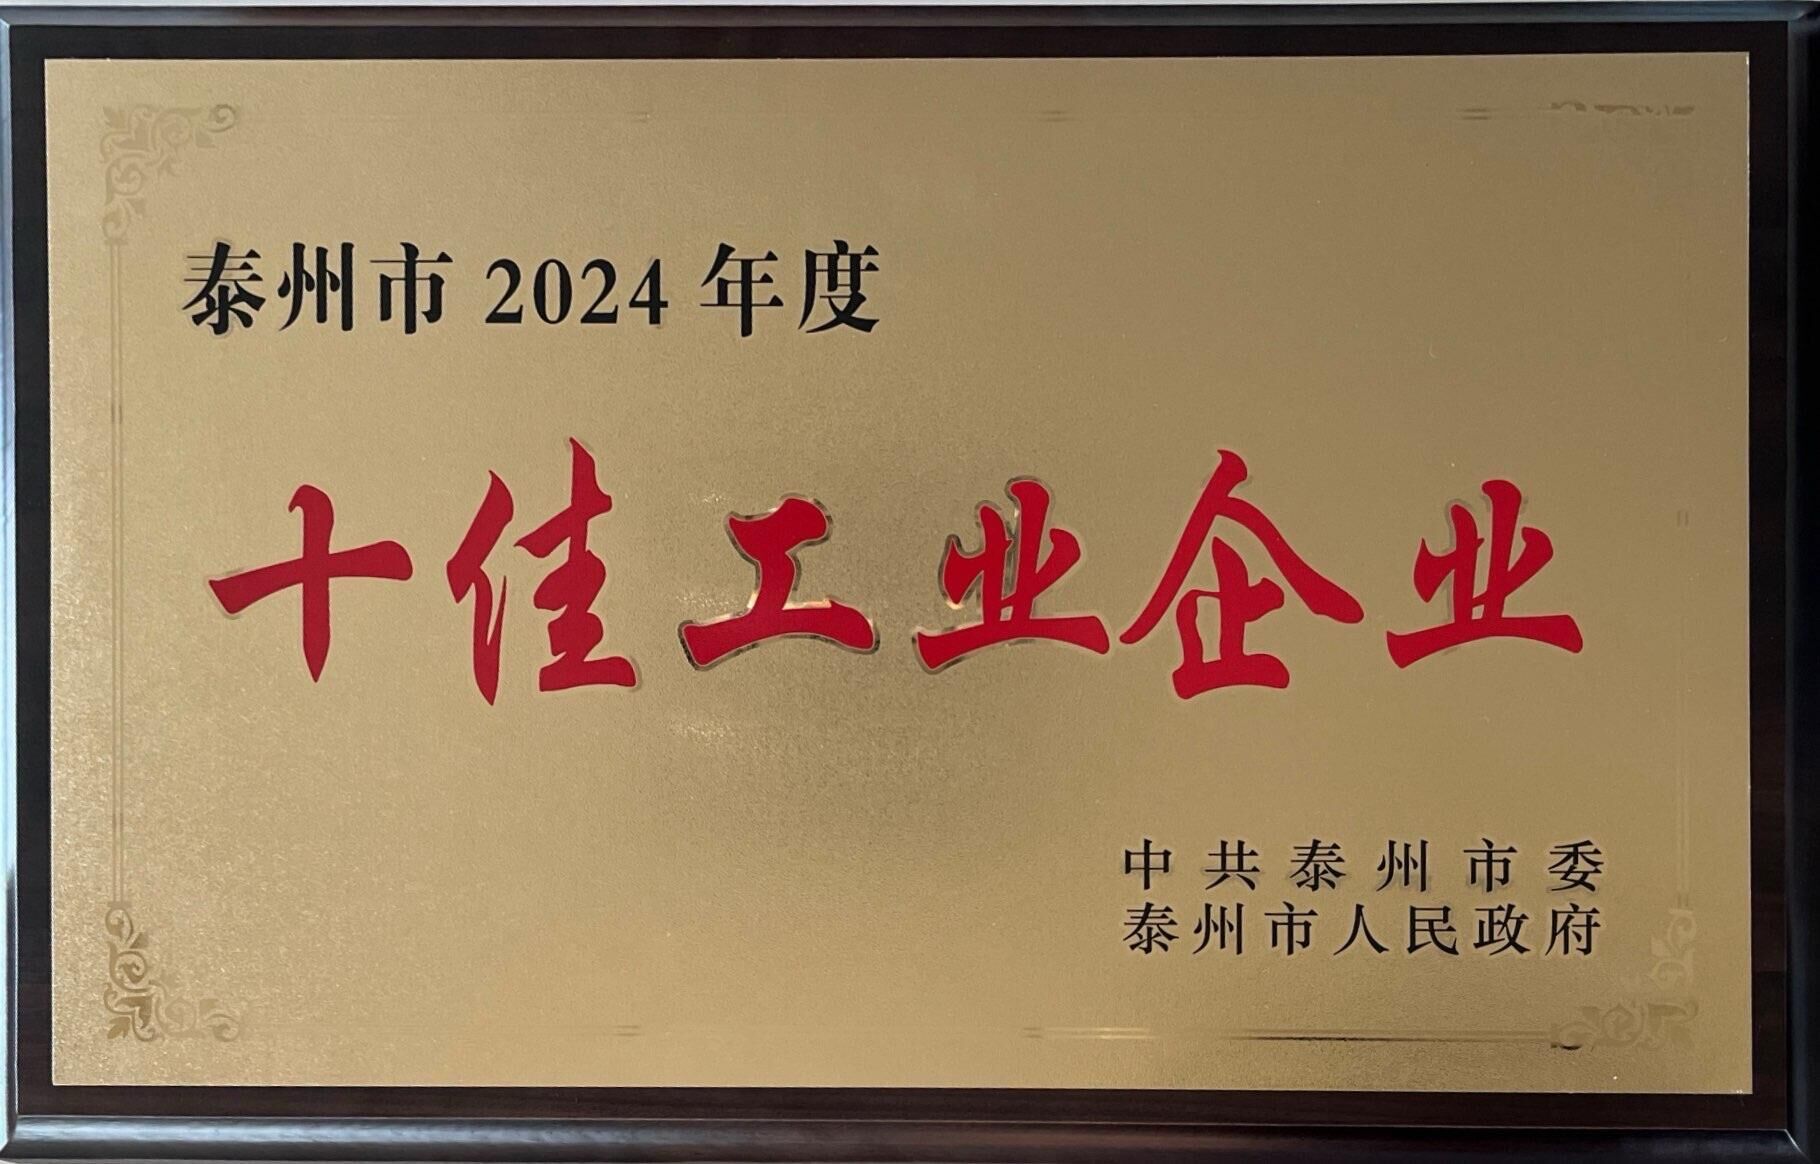 泰州市 2024 年度
十佳工业企业
中共泰州市委
泰州市人民政府